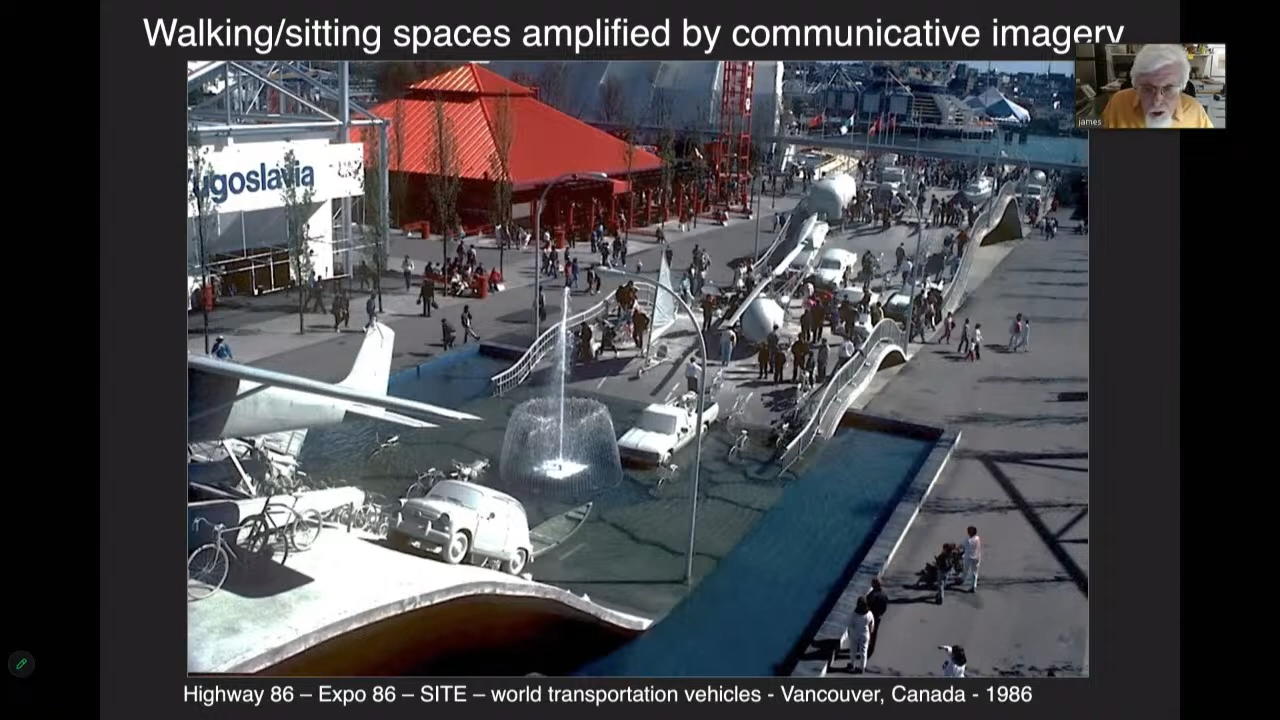 Walking/sitting spaces amplified by communicative imagery
james
ugoslavia
Highway 86 – Expo 86 – SITE – world transportation vehicles - Vancouver, Canada - 1986